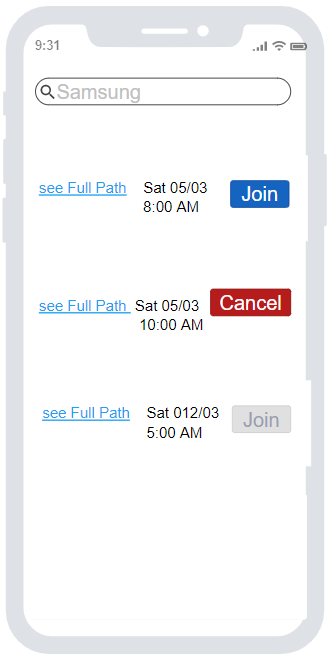 9:31
Samsung
see Full Path Sat 05/03 Join
8:00 AM
see Full Path Sat 05/03 Cancel
10:00 AM
see Full Path Sat 012/03 Join
5:00 AM